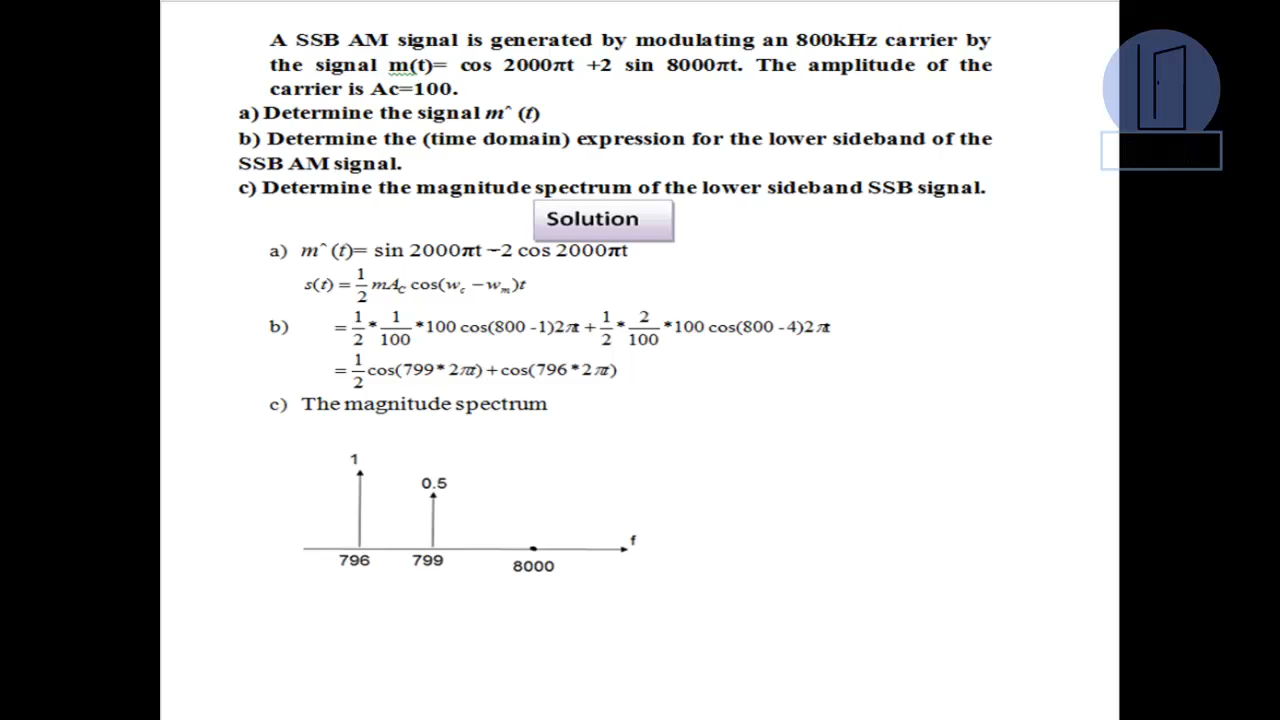 A SSB AM signal is generated by modulating an 800kHz carrier by
the signal m(t)= cos 2000πt +2 sin 8000πt. The amplitude of the
carrier is Ac=100.
a) Determine the signal m^ (t)
b) Determine the (time domain) expression for the lower sideband of the
SSB AM signal.
c) Determine the magnitude spectrum of the lower sideband SSB signal.
Solution
a) m^ (t)= sin 2000πt −2 cos 2000πt
s(t) = 1/2 mA_C cos(w_c − w_m)t
b) = 1/2 * 1/100 *100 cos(800 -1)2πt + 1/2 * 2/100 *100 cos(800 -4)2πt
= 1/2 cos(799* 2πt) + cos(796 *2πt)
c) The magnitude spectrum
1
0.5
f
796 799 8000